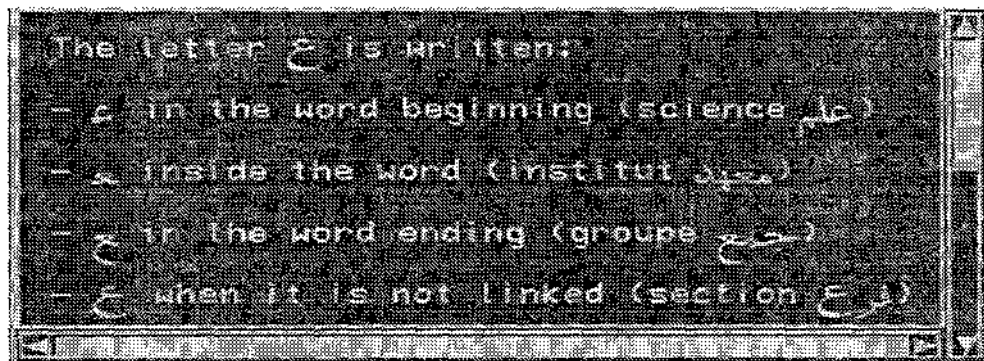 The letter ع is written:
- عـ in the word beginning (science علم)
- ـعـ inside the word (institut معهد)
- ـع in the word ending (groupe جمع)
- ع when it is not linked (section فرع)